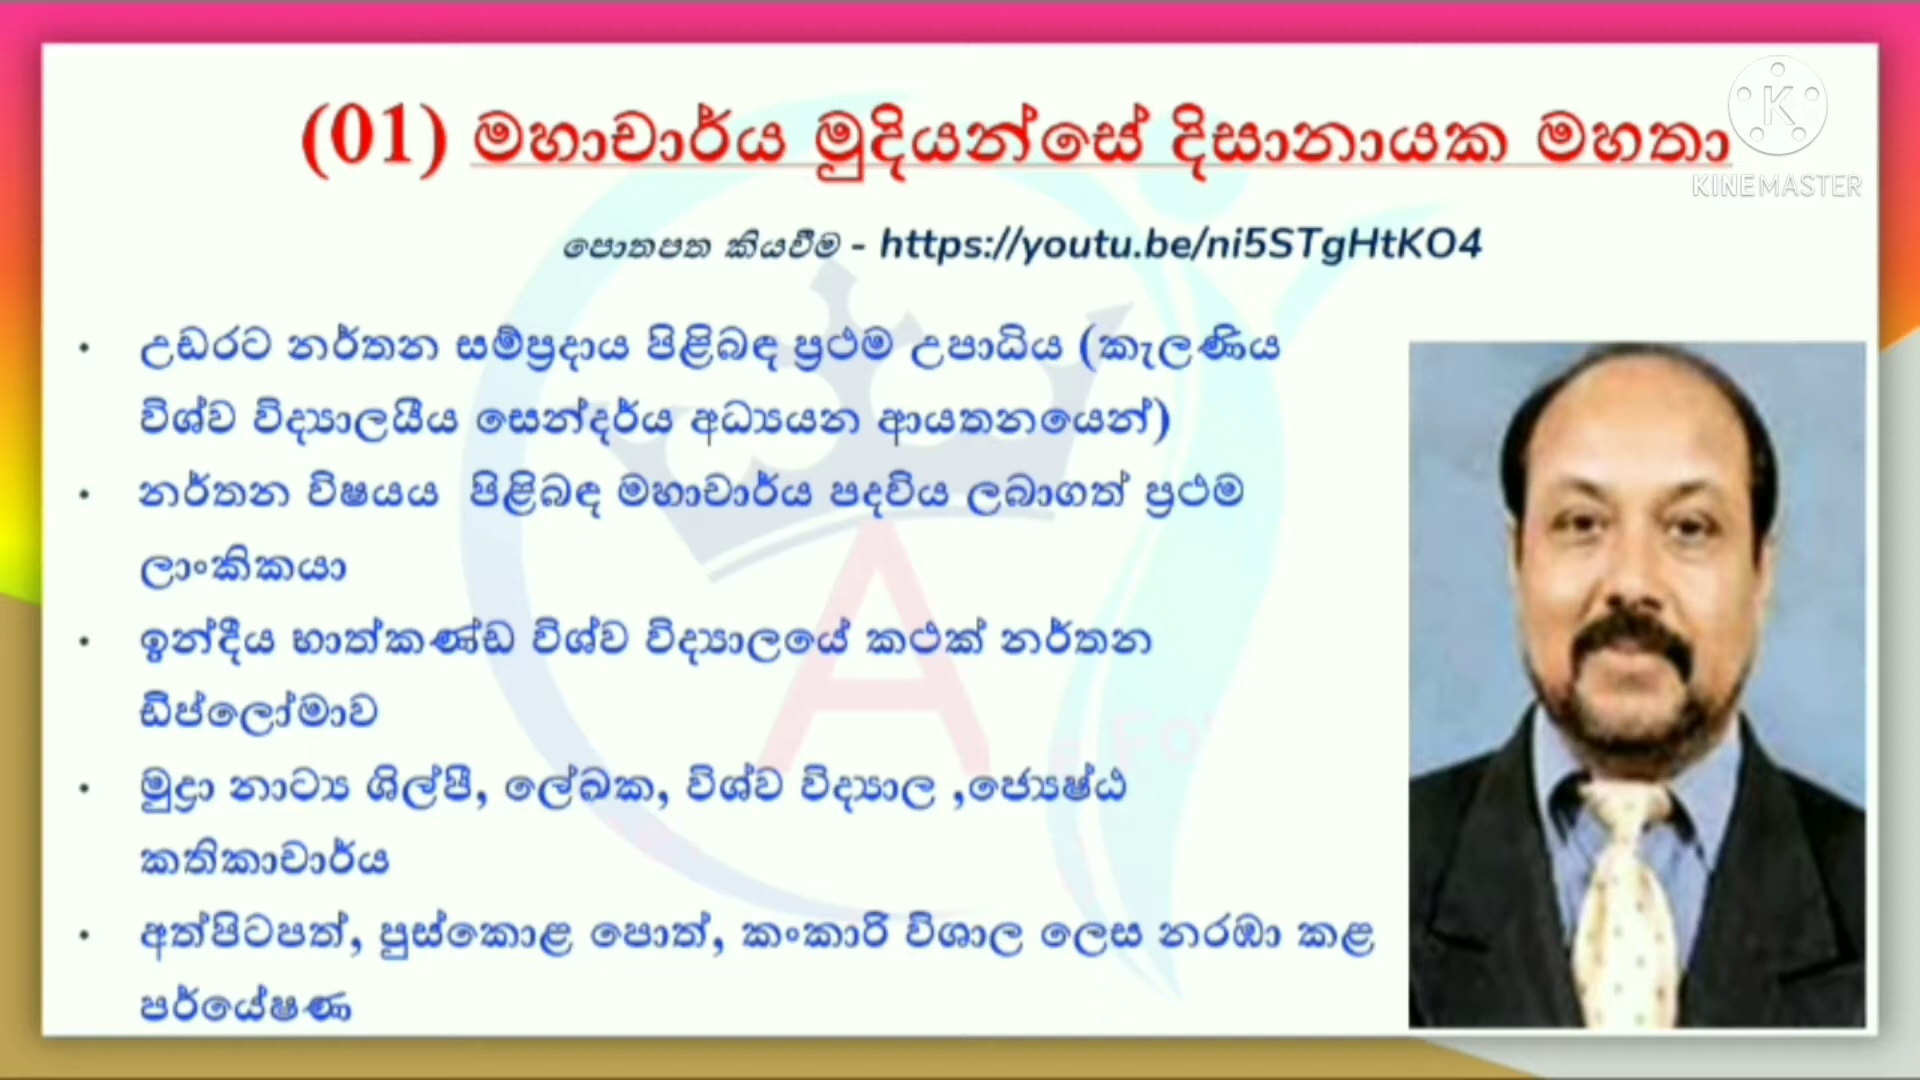 (01) මහාචාර්ය මුදියන්සේ දිසානායක මහතා
KINEMASTER
පොතපත කියවීම - https://youtu.be/ni5STgHtKO4
• උඩරට නර්තන සම්ප්‍රදාය පිළිබඳ ප්‍රථම උපාධිය (කැලණිය
විශ්ව විද්‍යාලයීය සෙන්දර්ය අධ්‍යයන ආයතනයෙන්)
• නර්තන විෂයය පිළිබඳ මහාචාර්ය පදවිය ලබාගත් ප්‍රථම
ලාංකිකයා
• ඉන්දීය භාත්කණ්ඩ විශ්ව විද්‍යාලයේ කථක් නර්තන
ඩිප්ලෝමාව
• මුද්‍රා නාට්‍ය ශිල්පී, ලේඛක, විශ්ව විද්‍යාල ,ජ්‍යෙෂ්ඨ
කතිකාචාර්ය
• අත්පිටපත්, පුස්කොළ පොත්, කංකාරි විශාල ලෙස නරඹා කළ
පර්යේෂණ